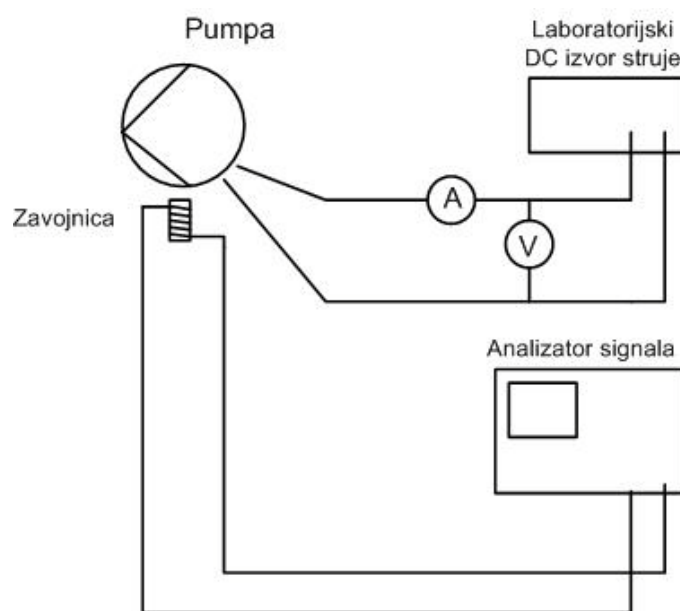 Pumpa
Laboratorijski
DC izvor struje
A
Zavojnica
V
Analizator signala